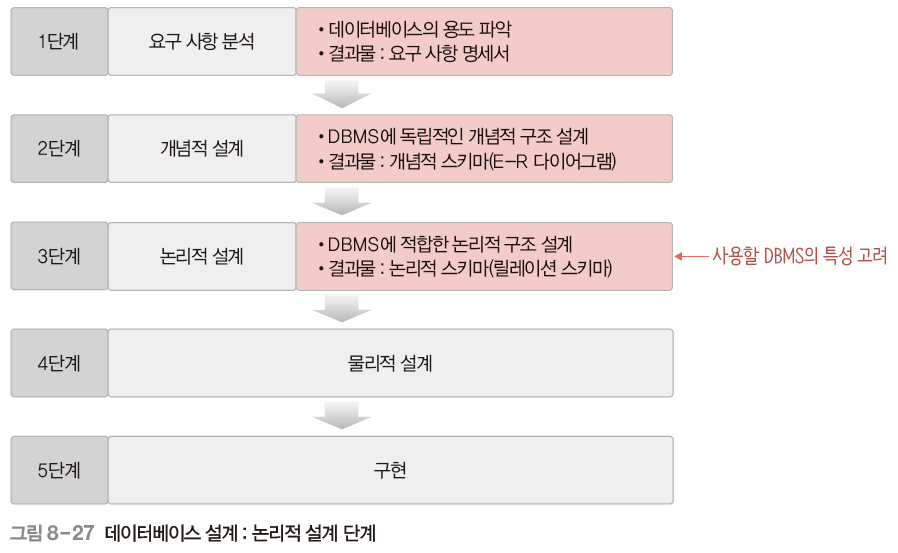 1단계
요구 사항 분석
• 데이터베이스의 용도 파악
• 결과물 : 요구 사항 명세서
2단계
개념적 설계
• DBMS에 독립적인 개념적 구조 설계
• 결과물 : 개념적 스키마(E-R 다이어그램)
3단계
논리적 설계
• DBMS에 적합한 논리적 구조 설계
• 결과물 : 논리적 스키마(릴레이션 스키마)
사용할 DBMS의 특성 고려
4단계
물리적 설계
5단계
구현
그림 8-27 데이터베이스 설계 : 논리적 설계 단계